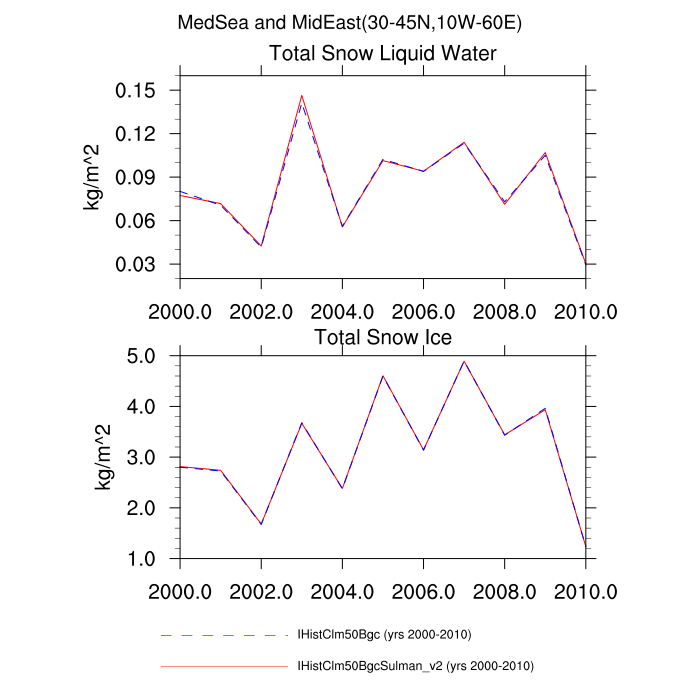 MedSea and MidEast(30-45N,10W-60E)
Total Snow Liquid Water
0.15
0.12
0.09
0.06
0.03
kg/m^2
2000.0 2002.0 2004.0 2006.0 2008.0 2010.0
Total Snow Ice
5.0
4.0
3.0
2.0
1.0
kg/m^2
2000.0 2002.0 2004.0 2006.0 2008.0 2010.0
IHistClm50Bgc (yrs 2000-2010)
IHistClm50BgcSulman_v2 (yrs 2000-2010)